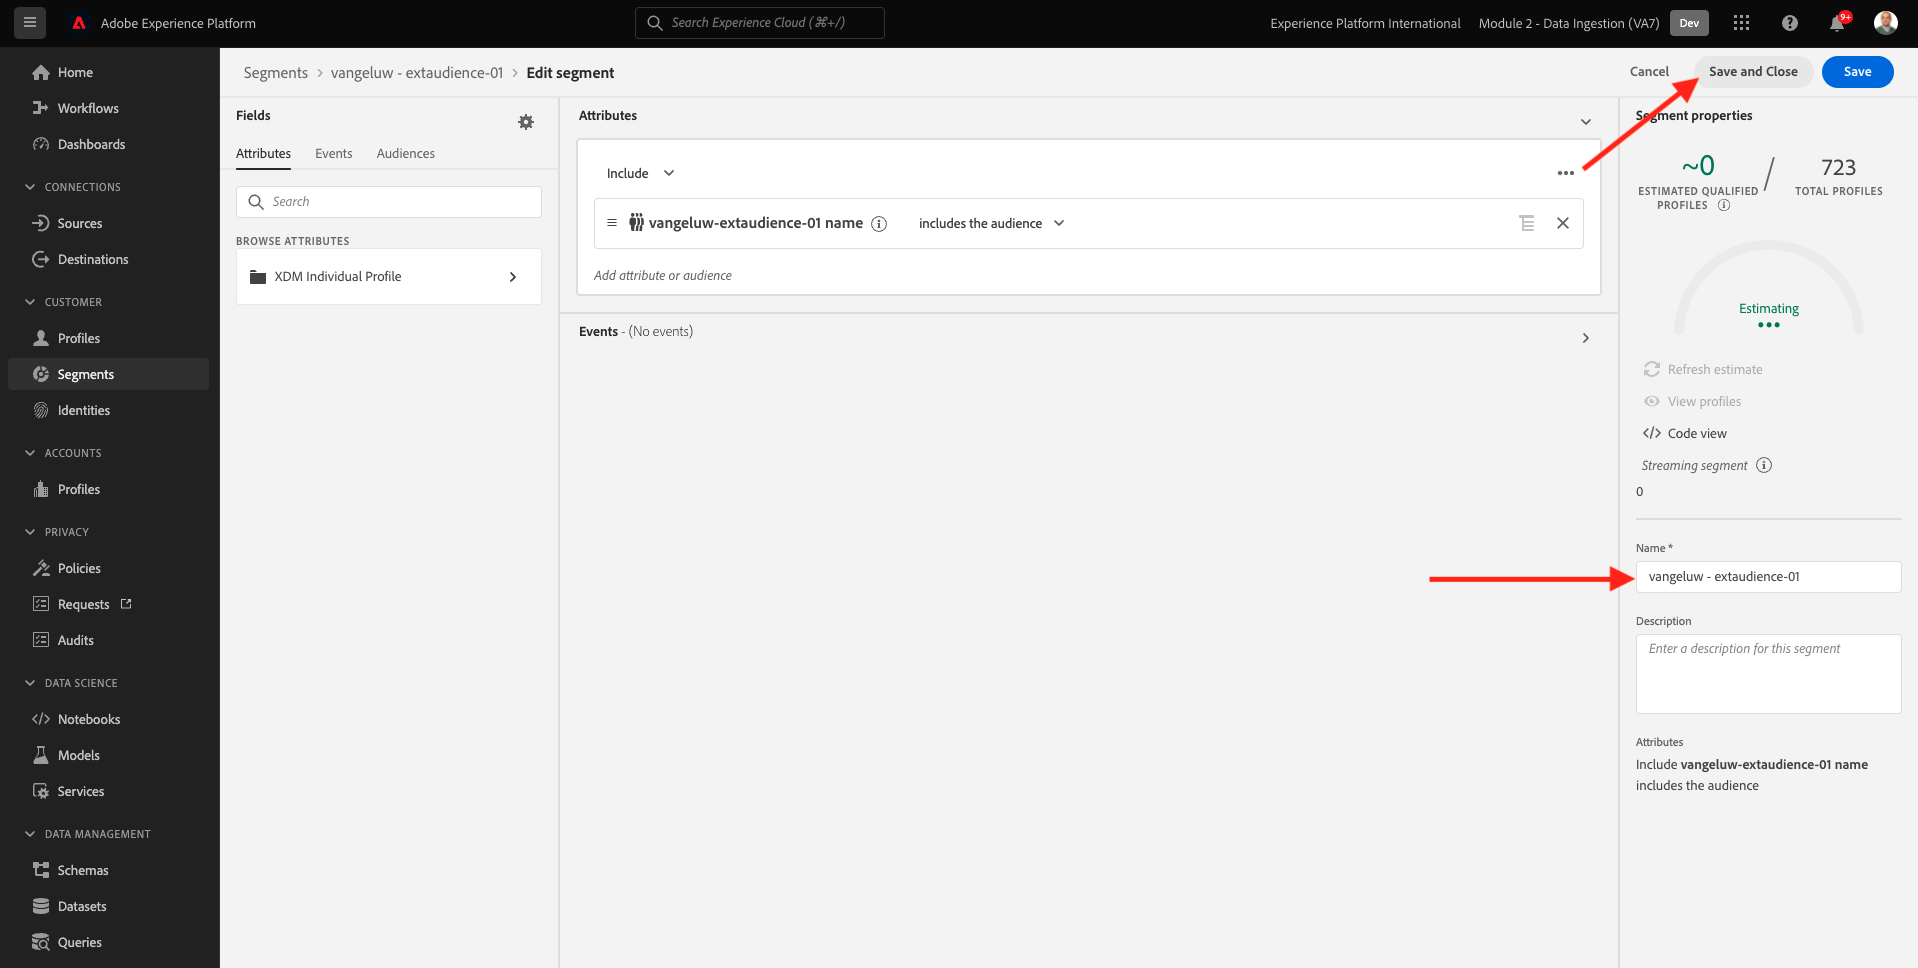 Adobe Experience Platform
Search Experience Cloud (⌘+/)
Experience Platform International
Module 2 - Data Ingestion (VA7)
Dev
9+
Home
Workflows
Dashboards
CONNECTIONS
Sources
Destinations
CUSTOMER
Profiles
Segments
Identities
ACCOUNTS
Profiles
PRIVACY
Policies
Requests
Audits
DATA SCIENCE
Notebooks
Models
Services
DATA MANAGEMENT
Schemas
Datasets
Queries
Segments > vangeluw - extaudience-01 > Edit segment
Cancel
Save and Close
Save
Fields
Attributes Events Audiences
Search
BROWSE ATTRIBUTES
XDM Individual Profile
Attributes
Include
vangeluw-extaudience-01 name includes the audience
Add attribute or audience
Events - (No events)
Segment properties
~0 / 723
ESTIMATED QUALIFIED PROFILES
TOTAL PROFILES
Estimating
Refresh estimate
View profiles
Code view
Streaming segment
0
Name *
vangeluw - extaudience-01
Description
Enter a description for this segment
Attributes
Include vangeluw-extaudience-01 name
includes the audience